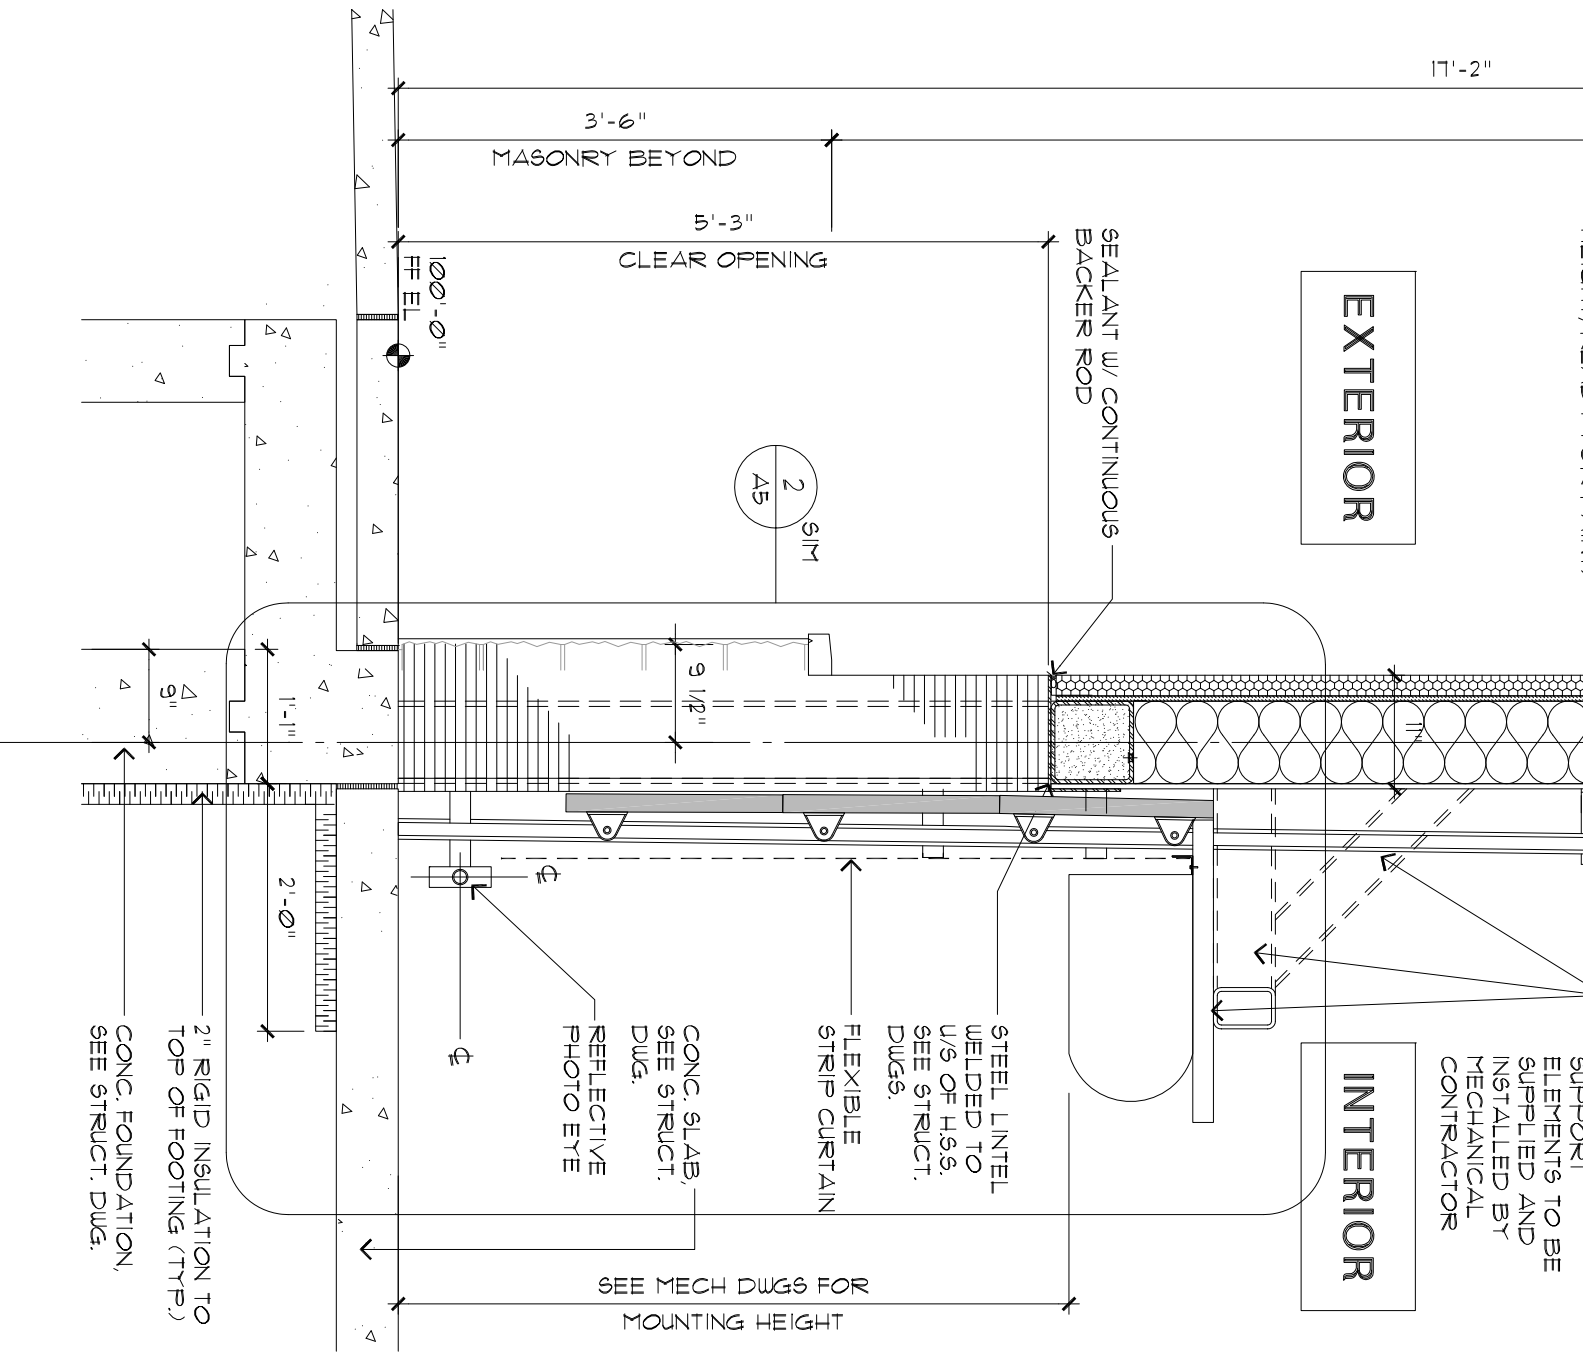 17'-2"
3'-6"
MASONRY BEYOND
5'-3"
CLEAR OPENING
100'-0"
FF EL
SEALANT W/ CONTINUOUS
BACKER ROD
EXTERIOR
2
A5
SIM
9"
1'-1"
9 1/2"
11"
2'-0"
℄
℄
CONC. FOUNDATION,
SEE STRUCT. DWG.
2" RIGID INSULATION TO
TOP OF FOOTING (TYP.)
REFLECTIVE
PHOTO EYE
CONC. SLAB,
SEE STRUCT.
DWG.
FLEXIBLE
STRIP CURTAIN
STEEL LINTEL
WELDED TO
U/S OF H.S.S.
SEE STRUCT.
DWGS.
SUPPORT
ELEMENTS TO BE
SUPPLIED AND
INSTALLED BY
MECHANICAL
CONTRACTOR
INTERIOR
SEE MECH DWGS FOR
MOUNTING HEIGHT